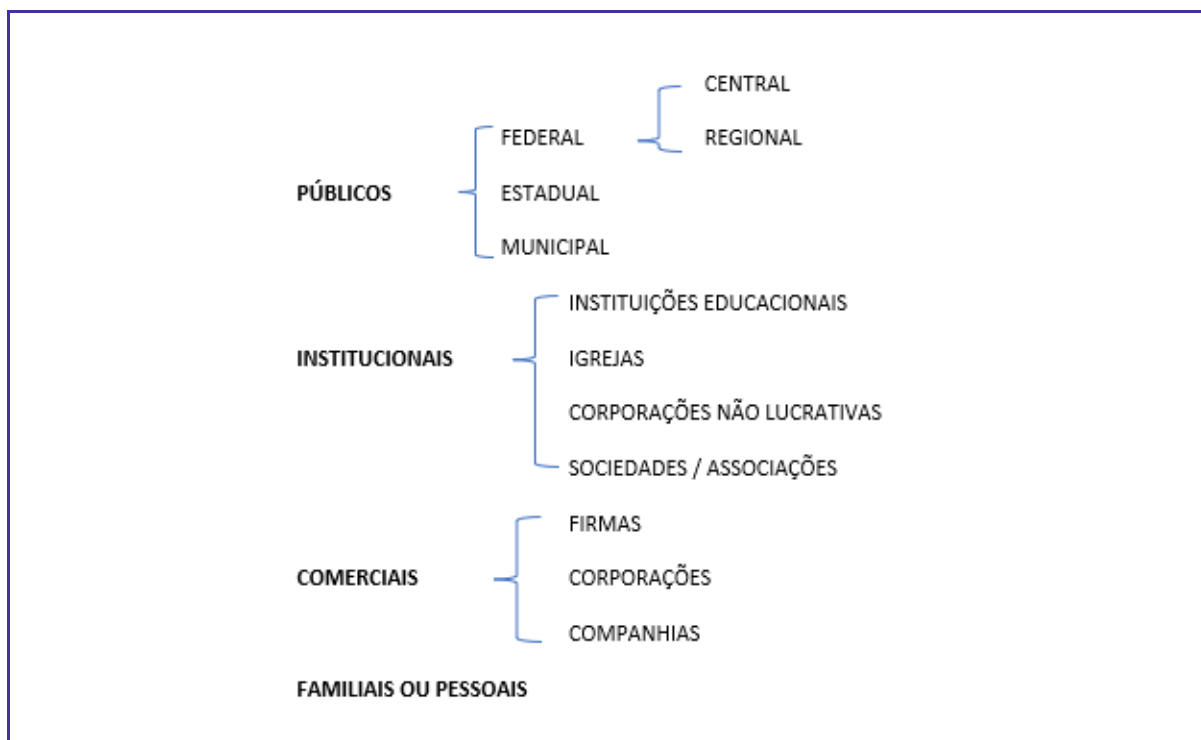 CENTRAL
FEDERAL REGIONAL
PÚBLICOS ESTADUAL
MUNICIPAL
INSTITUIÇÕES EDUCACIONAIS
INSTITUCIONAIS IGREJAS
CORPORAÇÕES NÃO LUCRATIVAS
SOCIEDADES / ASSOCIAÇÕES
FIRMAS
COMERCIAIS CORPORAÇÕES
COMPANHIAS
FAMILIAIS OU PESSOAIS